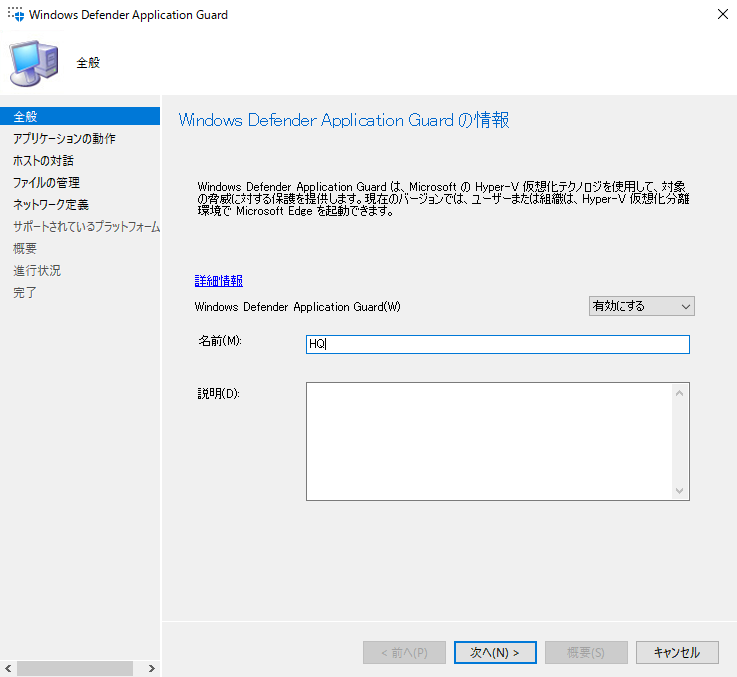 Windows Defender Application Guard
全般
全般
アプリケーションの動作
ホストの対話
ファイルの管理
ネットワーク定義
サポートされているプラットフォーム
概要
進行状況
完了
Windows Defender Application Guard の情報
Windows Defender Application Guard は、Microsoft の Hyper-V 仮想化テクノロジを使用して、対象
の脅威に対する保護を提供します。現在のバージョンでは、ユーザーまたは組織は、Hyper-V 仮想化分離
環境で Microsoft Edge を起動できます。
詳細情報
Windows Defender Application Guard(W)
有効にする
名前(M):
HQ
説明(D):
< 前へ(P)
次へ(N) >
概要(S)
キャンセル